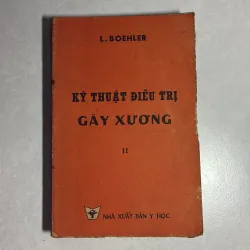 L. BOEHLER
KỸ THUẬT ĐIỀU TRỊ
GÃY XƯƠNG
II
NHÀ XUẤT BẢN Y HỌC